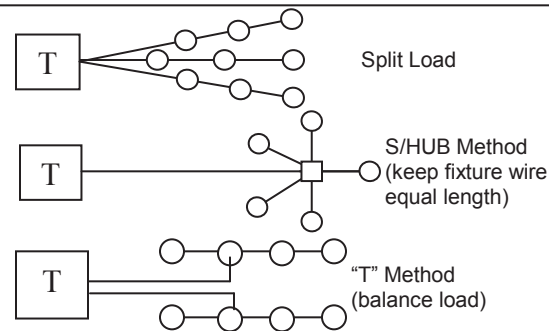 T
Split Load
T
S/HUB Method
(keep fixture wire
equal length)
T
“T” Method
(balance load)